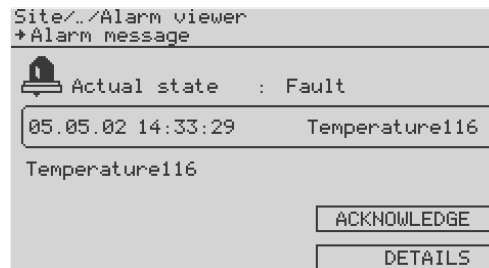 Site/../Alarm viewer
→Alarm message
Actual state : Fault
05.05.02 14:33:29 Temperature116
Temperature116
ACKNOWLEDGE
DETAILS